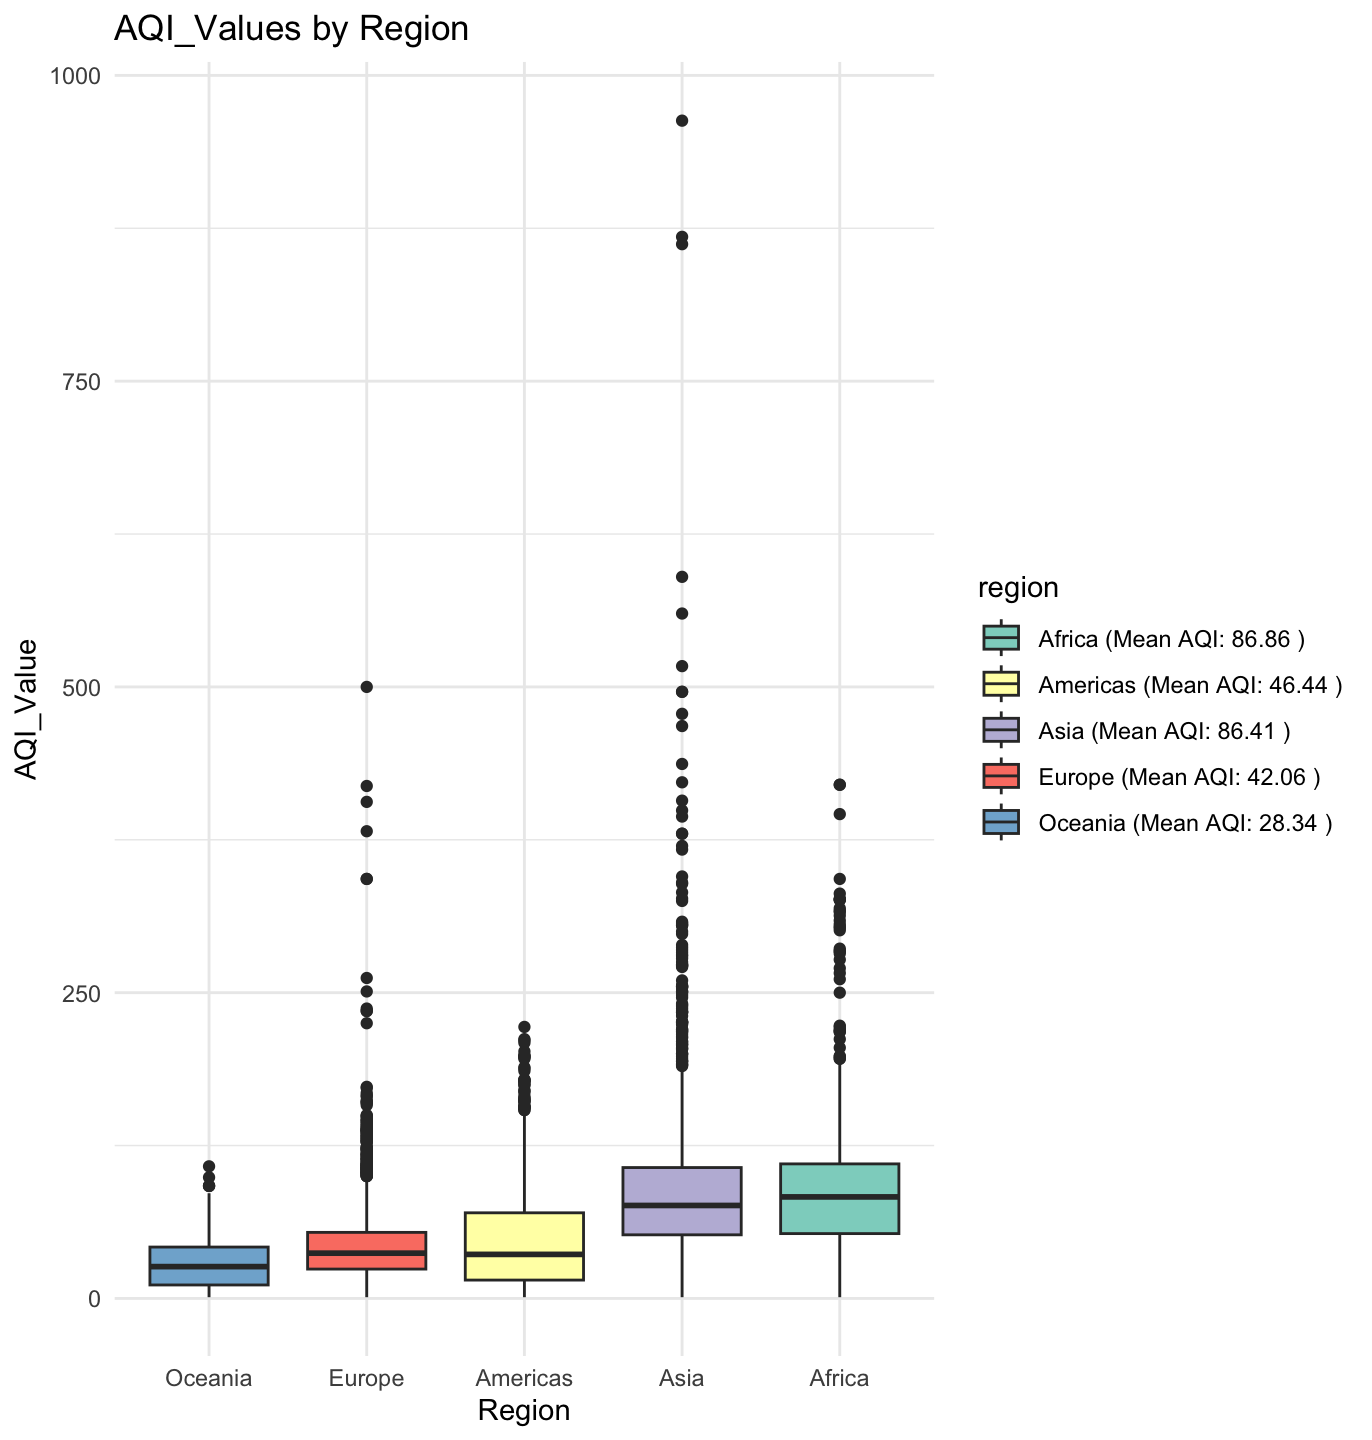 AQI_Values by Region
1000
750
500
250
0
AQI_Value
Oceania
Europe
Americas
Asia
Africa
Region
region
Africa (Mean AQI: 86.86 )
Americas (Mean AQI: 46.44 )
Asia (Mean AQI: 86.41 )
Europe (Mean AQI: 42.06 )
Oceania (Mean AQI: 28.34 )